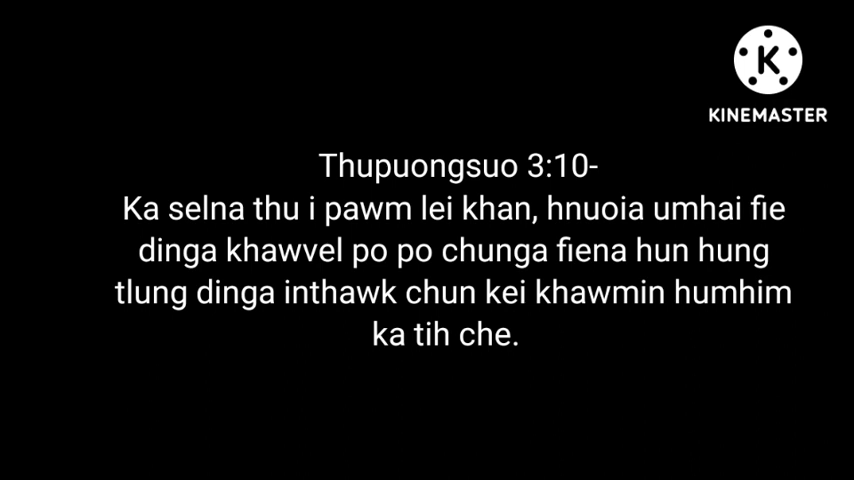 KINEMASTER
Thupuongsuo 3:10-
Ka selna thu i pawm lei khan, hnuoia umhai fie
dinga khawvel po po chunga fiena hun hung
tlung dinga inthawk chun kei khawmin humhim
ka tih che.